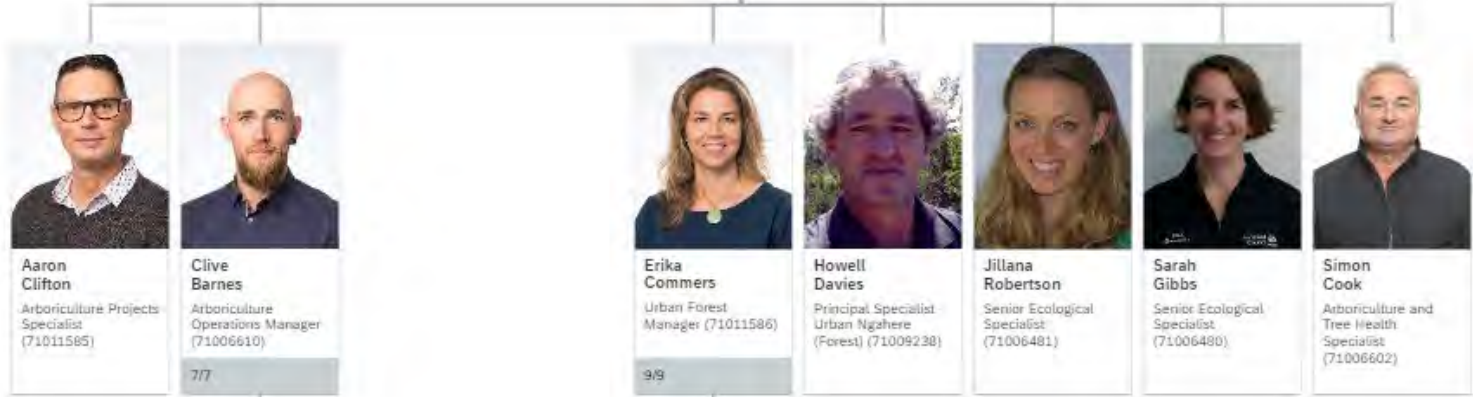 Aaron
Clifton
Arboriculture Projects
Specialist
(71011585)
Clive
Barnes
Arboriculture
Operations Manager
(71006610)
7/7
Erika
Commers
Urban Forest
Manager (71011586)
9/9
Howell
Davies
Principal Specialist
Urban Ngahere
(Forest) (71009238)
Jillana
Robertson
Senior Ecological
Specialist
(71006481)
Sarah
Gibbs
Senior Ecological
Specialist
(71006480)
Simon
Cook
Arboriculture and
Tree Health
Specialist
(71006602)